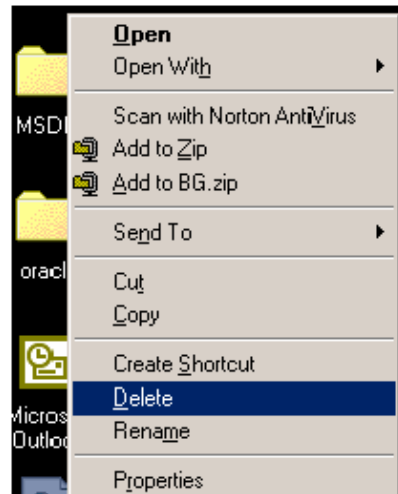 Open
Open With
Scan with Norton AntiVirus
MSD
Add to Zip
Add to BG.zip
Send To
oracl
Cut
Copy
Create Shortcut
Delete
Micros
Outloo
Rename
Properties